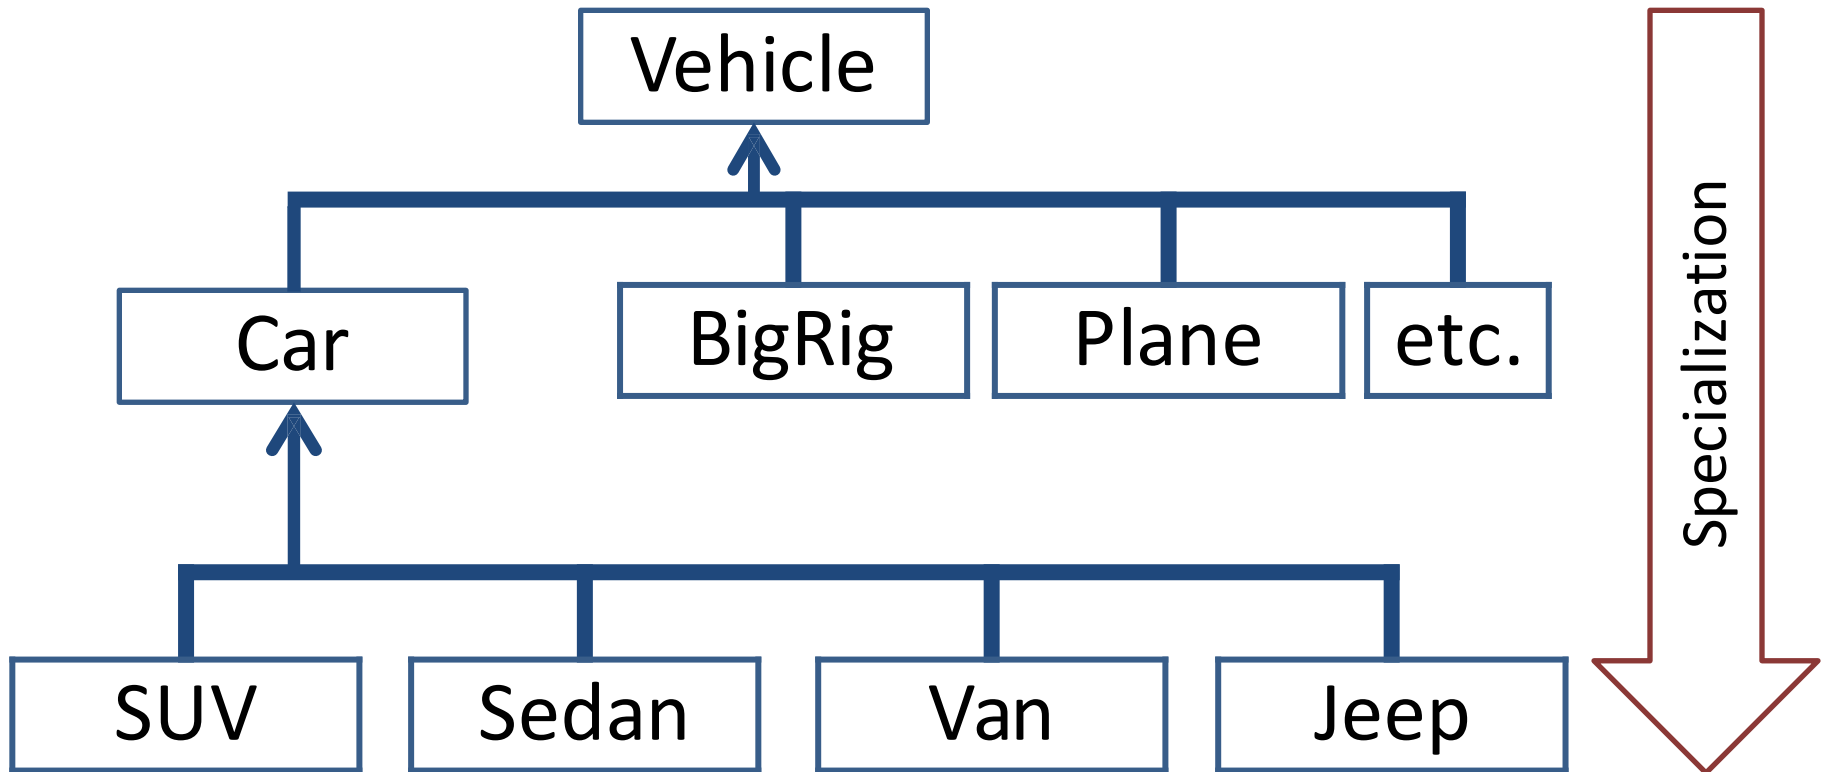 Vehicle
Car
BigRig
Plane
etc.
SUV
Sedan
Van
Jeep
Specialization